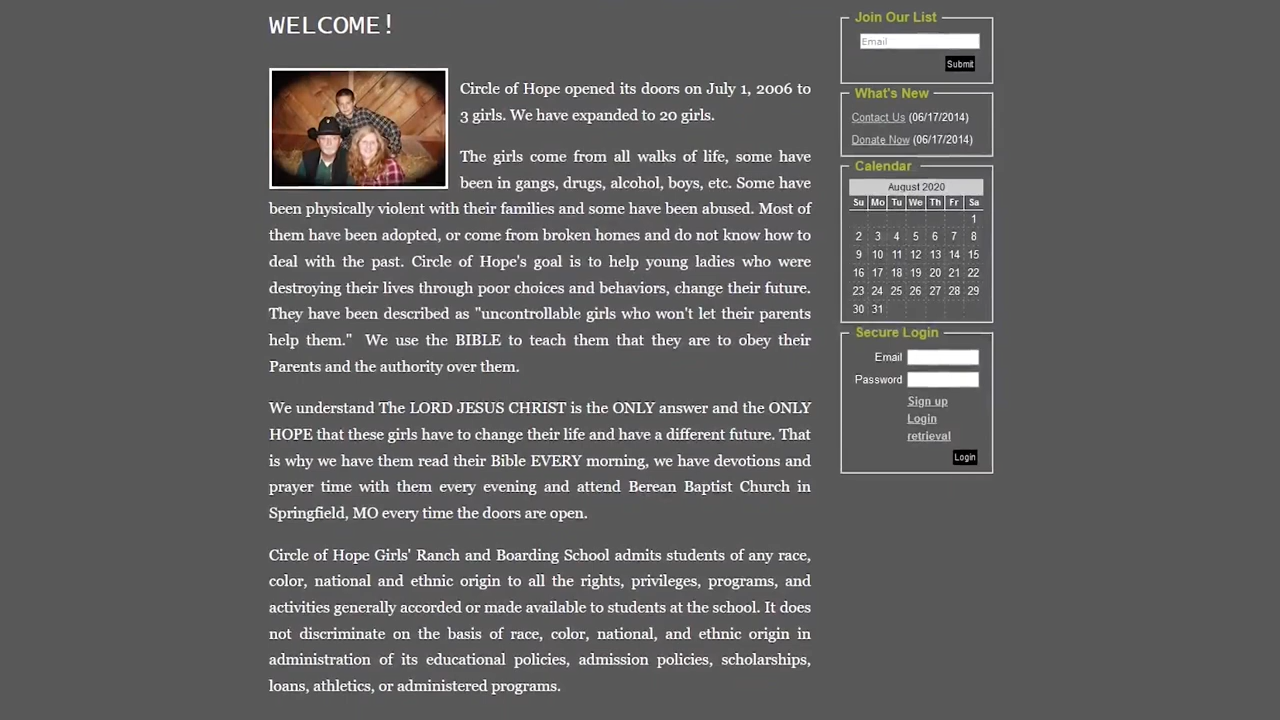 WELCOME!
Circle of Hope opened its doors on July 1, 2006 to
3 girls. We have expanded to 20 girls.
The girls come from all walks of life, some have
been in gangs, drugs, alcohol, boys, etc. Some have
been physically violent with their families and some have been abused. Most of
them have been adopted, or come from broken homes and do not know how to
deal with the past. Circle of Hope's goal is to help young ladies who were
destroying their lives through poor choices and behaviors, change their future.
They have been described as "uncontrollable girls who won't let their parents
help them."  We use the BIBLE to teach them that they are to obey their
Parents and the authority over them.
We understand The LORD JESUS CHRIST is the ONLY answer and the ONLY
HOPE that these girls have to change their life and have a different future. That
is why we have them read their Bible EVERY morning, we have devotions and
prayer time with them every evening and attend Berean Baptist Church in
Springfield, MO every time the doors are open.
Circle of Hope Girls' Ranch and Boarding School admits students of any race,
color, national and ethnic origin to all the rights, privileges, programs, and
activities generally accorded or made available to students at the school. It does
not discriminate on the basis of race, color, national, and ethnic origin in
administration of its educational policies, admission policies, scholarships,
loans, athletics, or administered programs.
Join Our List
Email
Submit
What's New
Contact Us (06/17/2014)
Donate Now (06/17/2014)
Calendar
August 2020
Su Mo Tu We Th Fr Sa
1
2 3 4 5 6 7 8
9 10 11 12 13 14 15
16 17 18 19 20 21 22
23 24 25 26 27 28 29
30 31
Secure Login
Email
Password
Sign up
Login
retrieval
Login